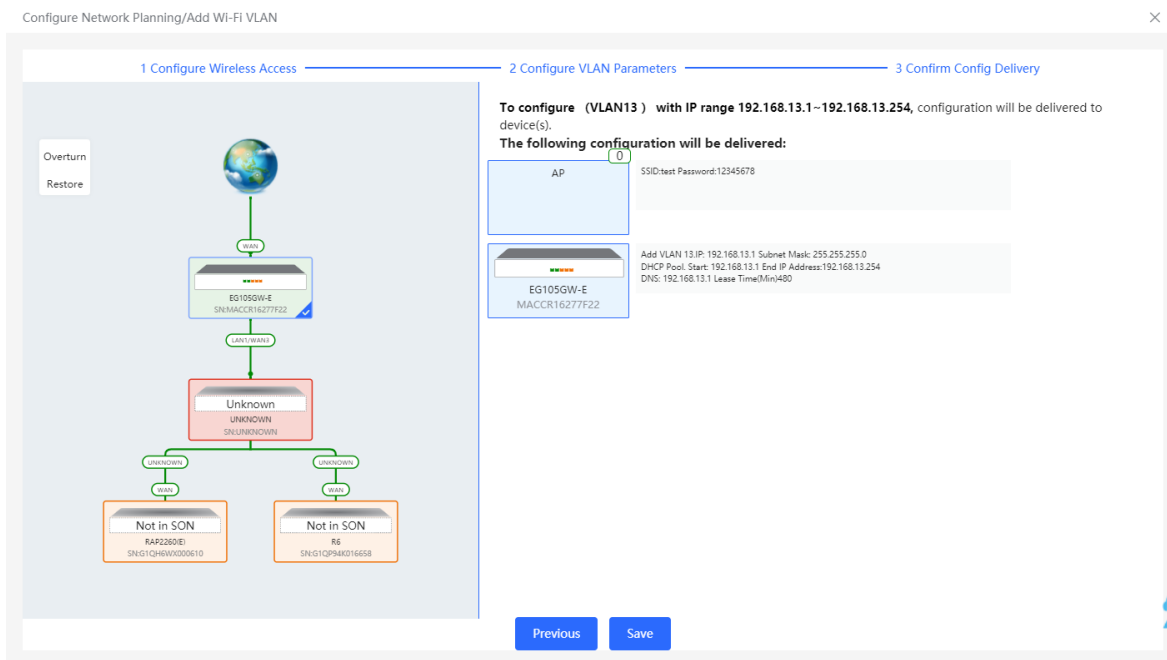 Configure Network Planning/Add Wi-Fi VLAN
1 Configure Wireless Access
2 Configure VLAN Parameters
3 Confirm Config Delivery
Overturn
Restore
WAN
EG105GW-E
SN:MACCR16277F22
LAN1/WAN3
Unknown
UNKNOWN
SN:UNKNOWN
UNKNOWN
UNKNOWN
WAN
WAN
Not in SON
RAP2260(E)
SN:G1QH6WX000610
Not in SON
R6
SN:G1QP94K016658
To configure （VLAN13 ） with IP range 192.168.13.1~192.168.13.254, configuration will be delivered to
device(s).
The following configuration will be delivered:
0
AP
SSID:test Password:12345678
EG105GW-E
MACCR16277F22
Add VLAN 13.IP: 192.168.13.1 Subnet Mask: 255.255.255.0
DHCP Pool. Start: 192.168.13.1 End IP Address:192.168.13.254
DNS: 192.168.13.1 Lease Time(Min)480
Previous
Save